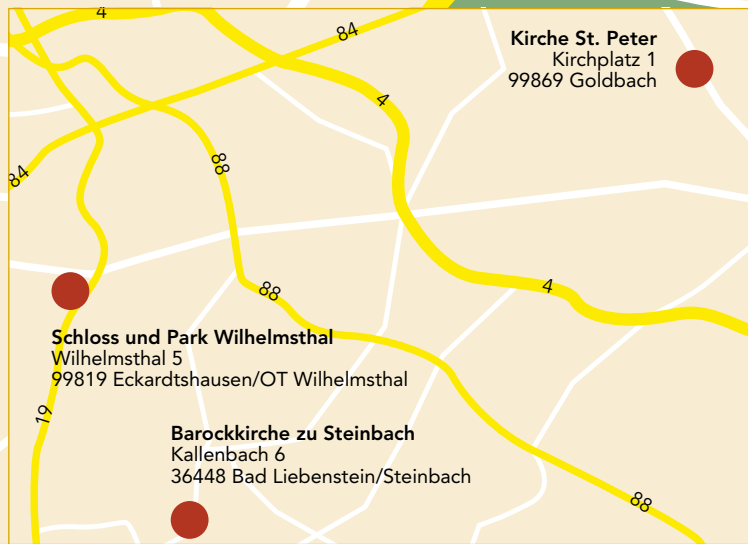 4
84
Kirche St. Peter
Kirchplatz 1
99869 Goldbach
4
88
84
88
4
Schloss und Park Wilhelmsthal
Wilhelmsthal 5
99819 Eckardtshausen/OT Wilhelmsthal
19
Barockkirche zu Steinbach
Kallenbach 6
36448 Bad Liebenstein/Steinbach
88